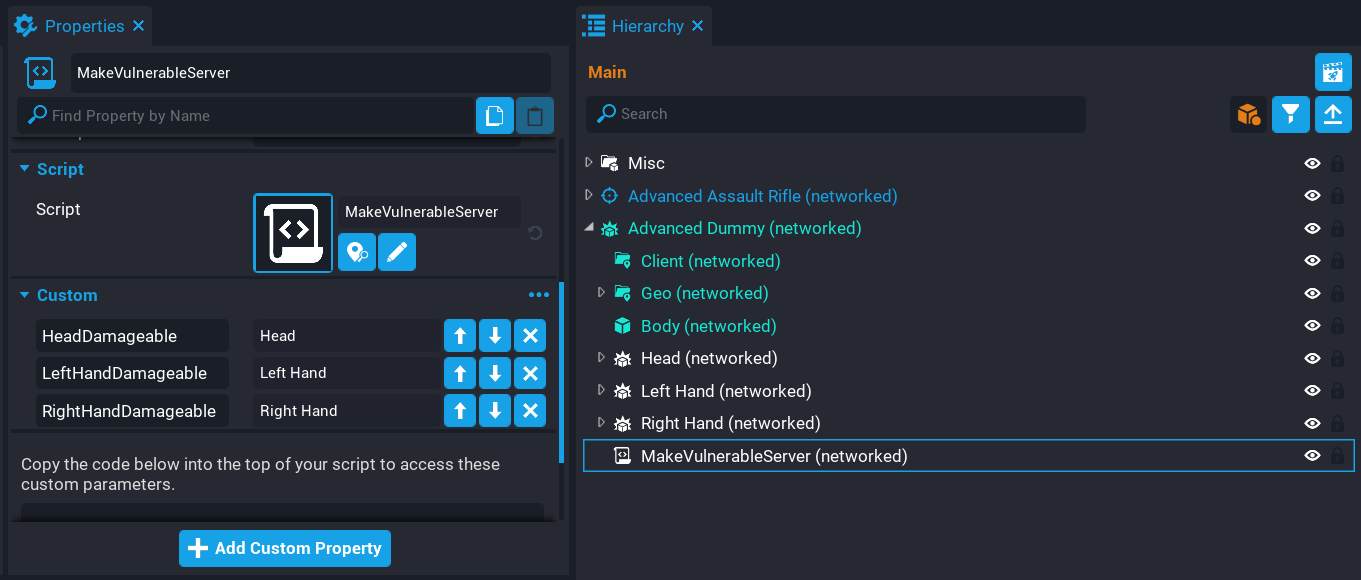 Properties
MakeVulnerableServer
Find Property by Name
Script
Script
MakeVulnerableServer
Custom
HeadDamageable
Head
LeftHandDamageable
Left Hand
RightHandDamageable
Right Hand
Copy the code below into the top of your script to access these
custom parameters.
Add Custom Property
Hierarchy
Main
Search
Misc
Advanced Assault Rifle (networked)
Advanced Dummy (networked)
Client (networked)
Geo (networked)
Body (networked)
Head (networked)
Left Hand (networked)
Right Hand (networked)
MakeVulnerableServer (networked)